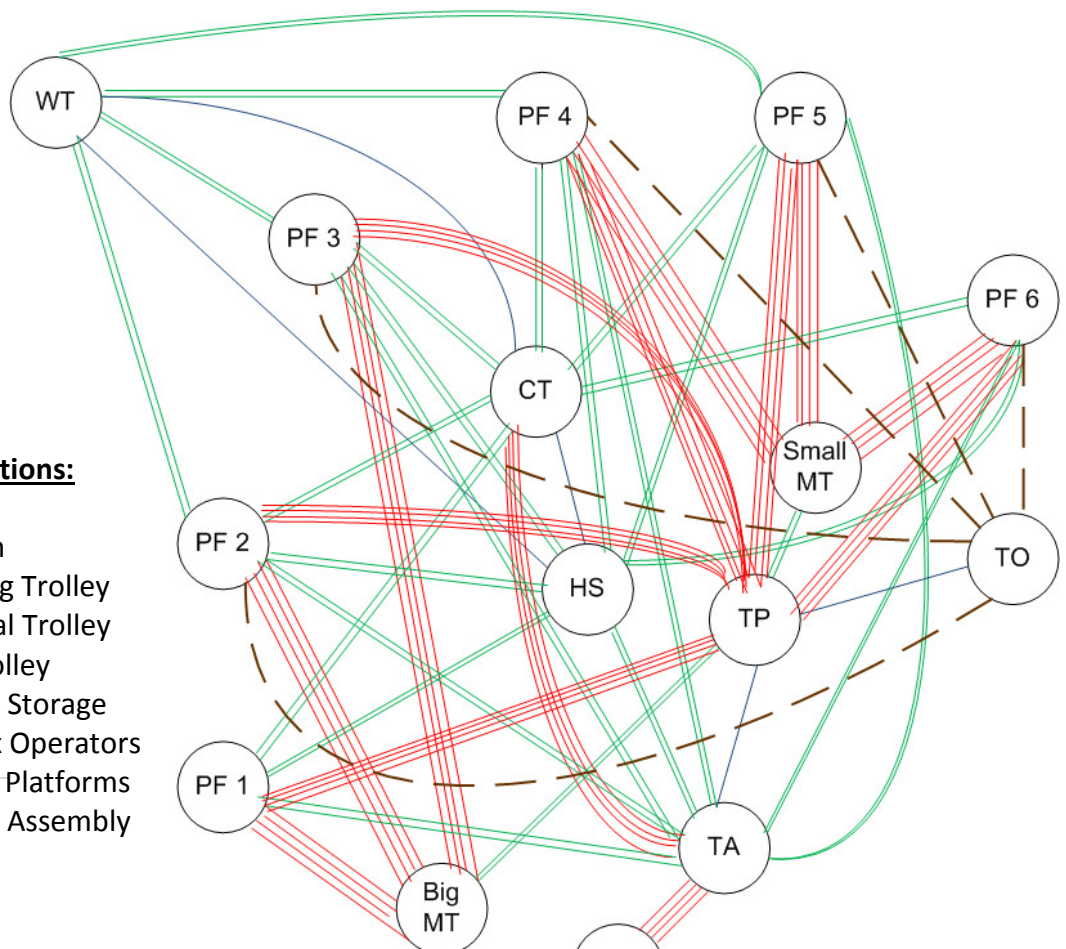 WT
PF 4
PF 5
PF 3
PF 6
CT
Small
MT
tions:
PF 2
n
TO
HS
g Trolley
TP
al Trolley
olley
Storage
Operators
PF 1
Platforms
Assembly
TA
Big
MT